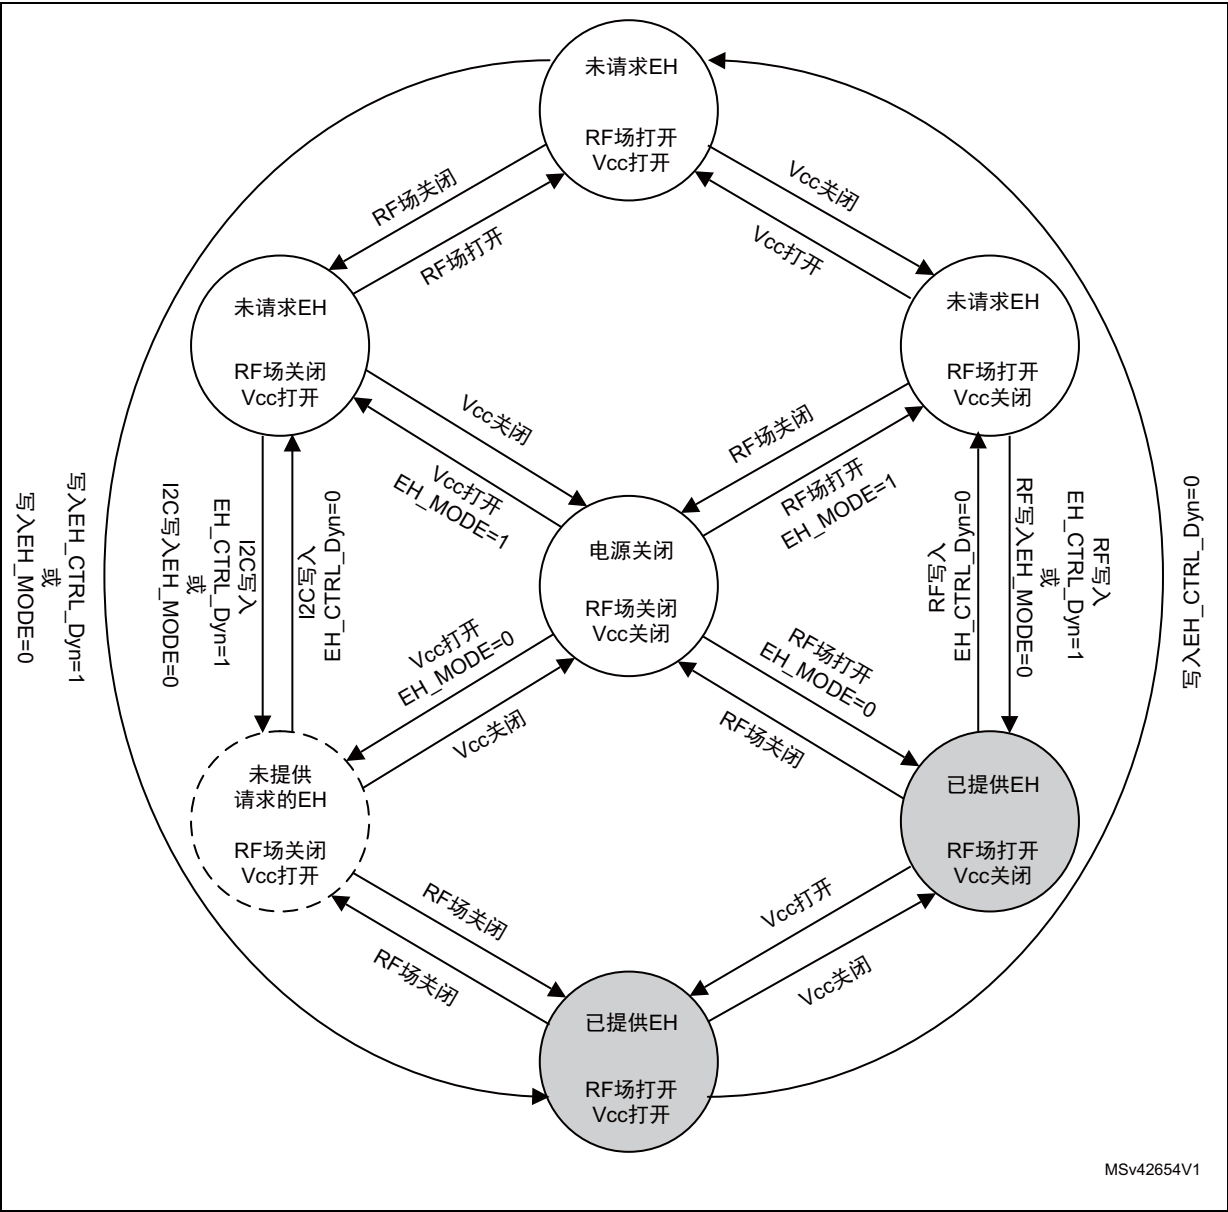 未请求EH
RF场打开
Vcc打开
RF场关闭
RF场打开
Vcc关闭
Vcc打开
未请求EH
RF场关闭
Vcc打开
未请求EH
RF场打开
Vcc关闭
Vcc关闭
Vcc打开
EH_MODE=1
RF场关闭
RF场打开
EH_MODE=1
写入EH_CTRL_Dyn=1
或
写入EH_MODE=0
I2C写入
EH_CTRL_Dyn=1
或
I2C写入EH_MODE=0
EH_CTRL_Dyn=0
I2C写入
电源关闭
RF场关闭
Vcc关闭
RF写入
EH_CTRL_Dyn=0
RF写入
EH_CTRL_Dyn=1
或
RF写入EH_MODE=0
写入EH_CTRL_Dyn=0
Vcc打开
EH_MODE=0
Vcc关闭
RF场打开
EH_MODE=0
RF场关闭
未提供
请求的EH
RF场关闭
Vcc打开
已提供EH
RF场打开
Vcc关闭
RF场关闭
RF场关闭
Vcc打开
Vcc关闭
已提供EH
RF场打开
Vcc打开
MSv42654V1